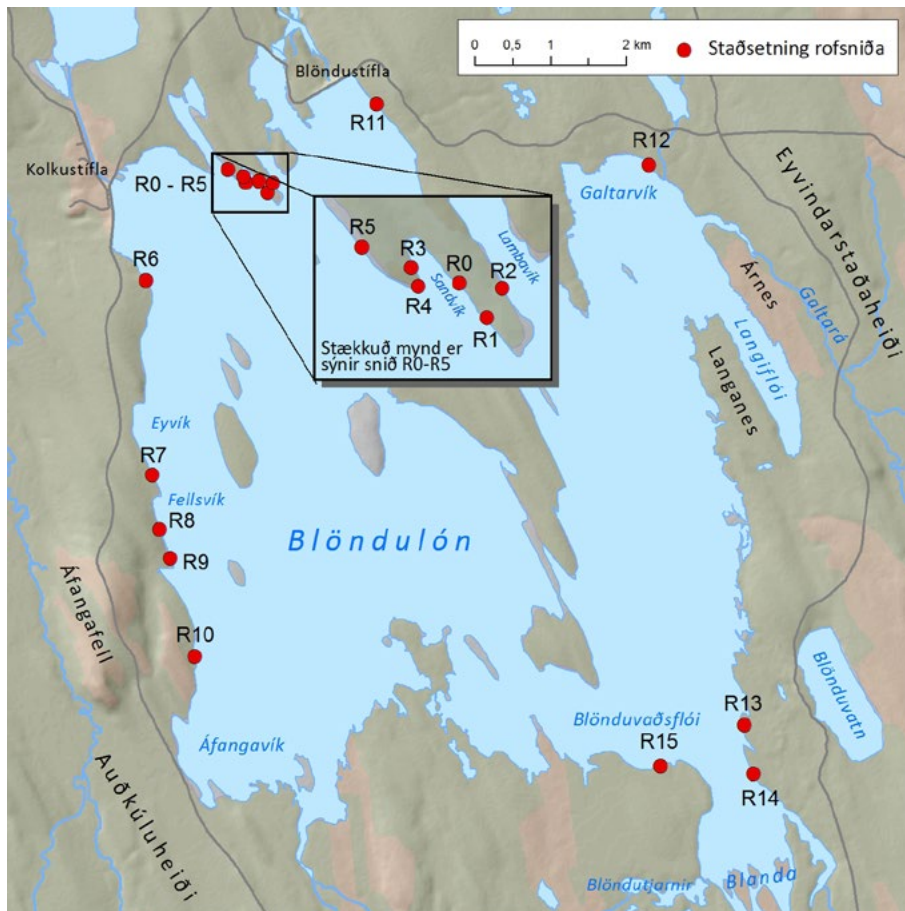 0 0,5 1 2 km
Staðsetning rofsniða
Blöndustífla
R11
R12
Kolkustífla
R0 - R5
Galtarvík
Eyvindarstaðaheiði
R5
R3
R0
R2
Lambavík
R4
Sandvík
R1
Stækkuð mynd er
sýnir snið R0-R5
R6
Árnes
Galtará
Langiflói
Langanes
Eyvík
R7
Fellsvík
R8
R9
Blöndulón
Áfangafell
R10
Blönduvatn
R13
Blönduvaðsflói
R15
Áfangavík
R14
Auðkúluheiði
Blöndutjarnir
Blanda